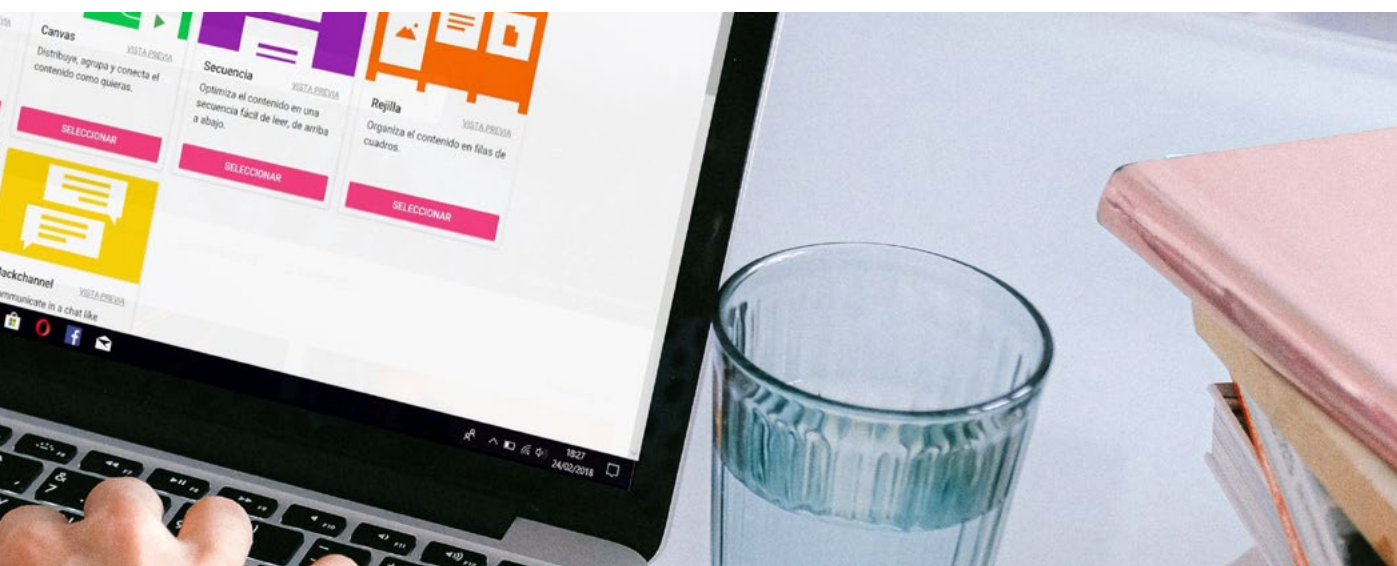 Canvas
VISTA PREVIA
Distribuye, agrupa y conecta el
contenido como quieras.
SELECCIONAR
Secuencia
VISTA PREVIA
Optimiza el contenido en una
secuencia fácil de leer, de arriba
a abajo.
SELECCIONAR
Rejilla
VISTA PREVIA
Organiza el contenido en filas de
cuadros.
SELECCIONAR
VISTA PREVIA
in a chat like
18:27
24/02/2018
&
7